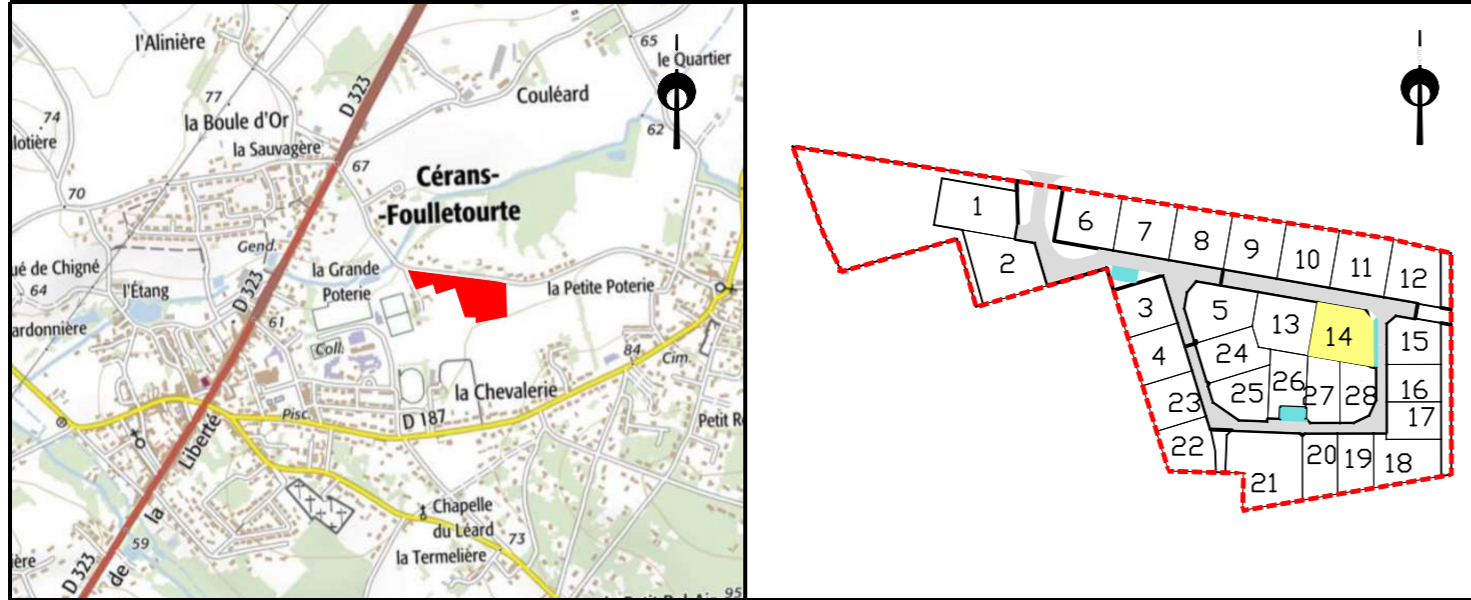 l'Alinière
65
le Quartier
D 323
77
Couléard
74
la Boule d'Or
lotière
62
la Sauvagère
67
70
Cérans-
-Foulletourte
Gend.
ué de Chigné
64
la Grande
Poterie
l'Étang
D 323
la Petite Poterie
ardonnière
61
Coll.
84
Cim.
la Chevalerie
Pisc.
D 187
Petit R
Liberté
la
de
Chapelle
du Léard
59
73
ière
D 323
la Termelière
95
1
2
6
7
8
9
10
11
12
3
5
13
14
15
4
24
25
26
27
28
16
17
23
22
20
19
18
21